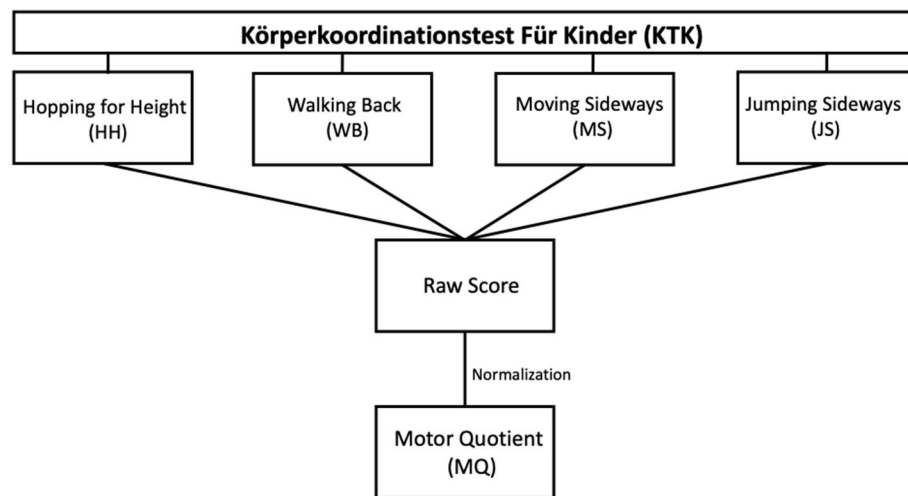 Körperkoordinationstest Für Kinder (KTK)
Hopping for Height
(HH)
Walking Back
(WB)
Moving Sideways
(MS)
Jumping Sideways
(JS)
Raw Score
Normalization
Motor Quotient
(MQ)